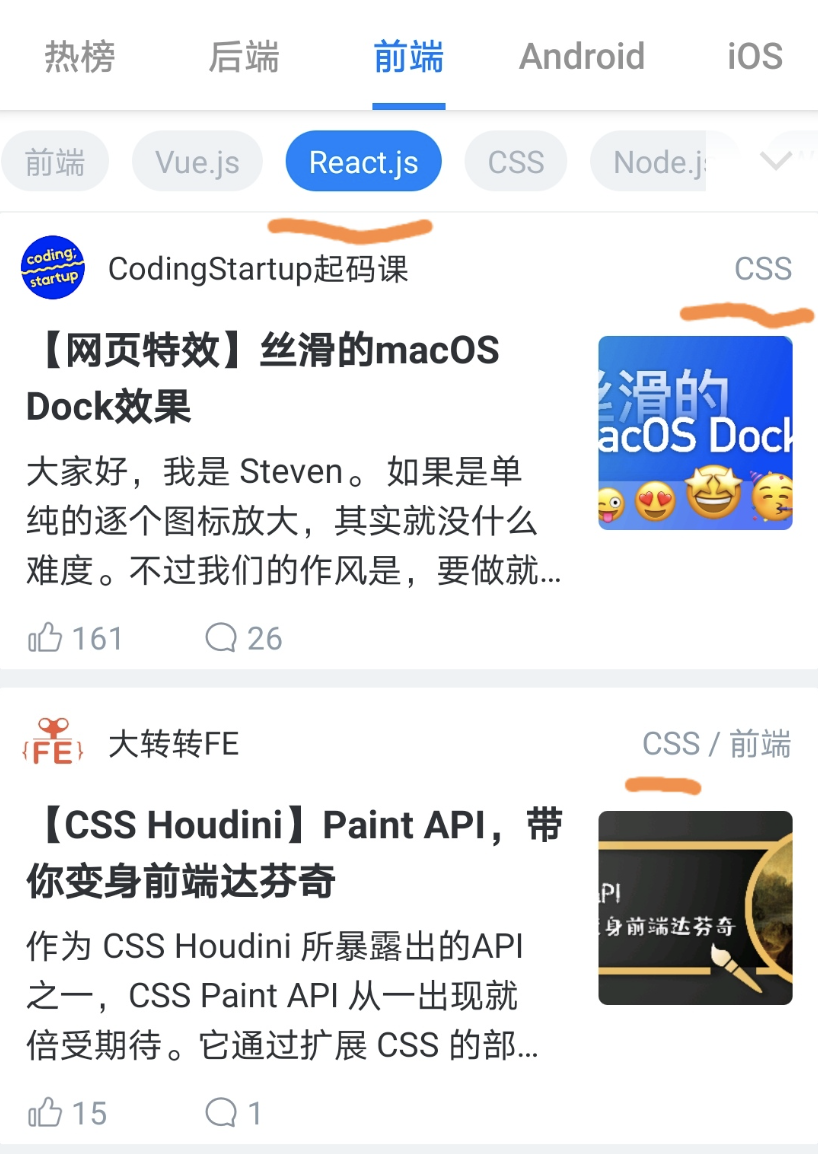 热榜 后端 前端 Android iOS
前端 Vue.js React.js CSS Node.j
coding;
startup
CodingStartup起码课 CSS
【网页特效】丝滑的macOS
Dock效果
丝滑的
acOS Dock
大家好，我是 Steven。如果是单
纯的逐个图标放大，其实就没什么
难度。不过我们的作风是，要做就...
161 26
{FE} 大转转FE CSS / 前端
【CSS Houdini】Paint API，带
你变身前端达芬奇
API
身前端达芬奇
作为 CSS Houdini 所暴露出的API
之一，CSS Paint API 从一出现就
倍受期待。它通过扩展 CSS 的部...
15 1